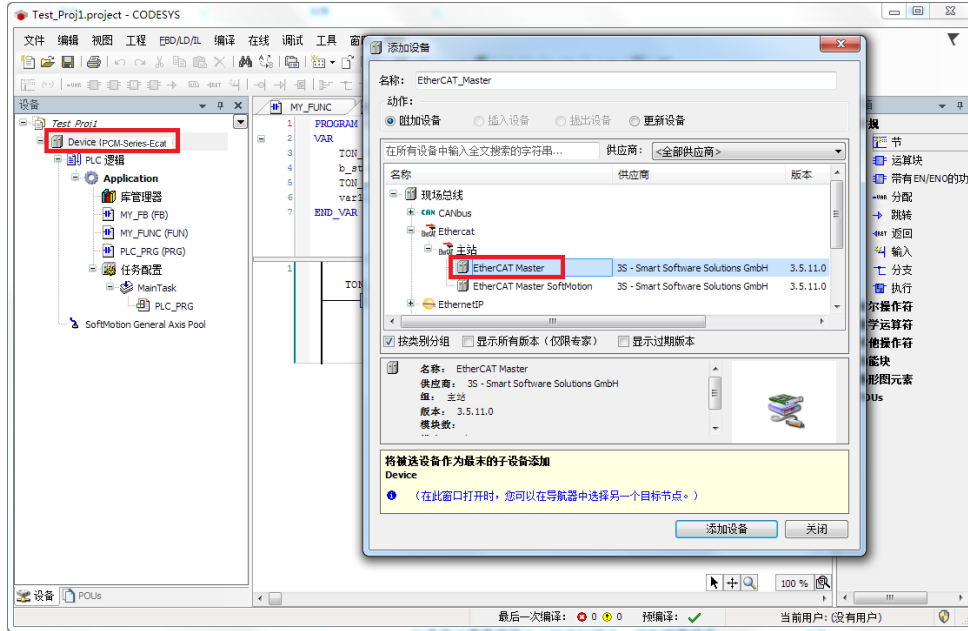 Test_Proj1.project - CODESYS
文件 编辑 视图 工程 FBD/LD/IL 编译 在线 调试 工具 窗
设备
Test Proj1
Device (PCM-Series-Ecat
PLC 逻辑
Application
库管理器
MY_FB (FB)
MY_FUNC (FUN)
PLC_PRG (PRG)
任务配置
MainTask
PLC_PRG
SoftMotion General Axis Pool
设备 POUs
MY_FUNC
1 PROGRAM
2 VAR
3 TON_
4 b_st
5 TON_
6 var1
7 END_VAR
1
TON
添加设备
名称: EtherCAT_Master
动作:
附加设备 插入设备 拔出设备 更新设备
在所有设备中输入全文搜索的字符串... 供应商: <全部供应商>
名称 供应商 版本
现场总线
CAN CANbus
EtherCAT Ethercat
EtherCAT 主站
EtherCAT Master 3S - Smart Software Solutions GmbH 3.5.11.0
EtherCAT Master SoftMotion 3S - Smart Software Solutions GmbH 3.5.11.0
EthernetIP
按类别分组 显示所有版本（仅限专家） 显示过期版本
名称: EtherCAT Master
供应商: 3S - Smart Software Solutions GmbH
组: 主站
版本: 3.5.11.0
模块数:
将被选设备作为最末的子设备添加
Device
（在此窗口打开时，您可以在导航器中选择另一个目标节点。）
添加设备 关闭
节
运算块
带有EN/ENO的功
分配
跳转
返回
输入
分支
执行
尔操作符
学运算符
他操作符
能块
形图元素
OUs
100 %
最后一次编译: 0 0 预编译: 当前用户: (没有用户)